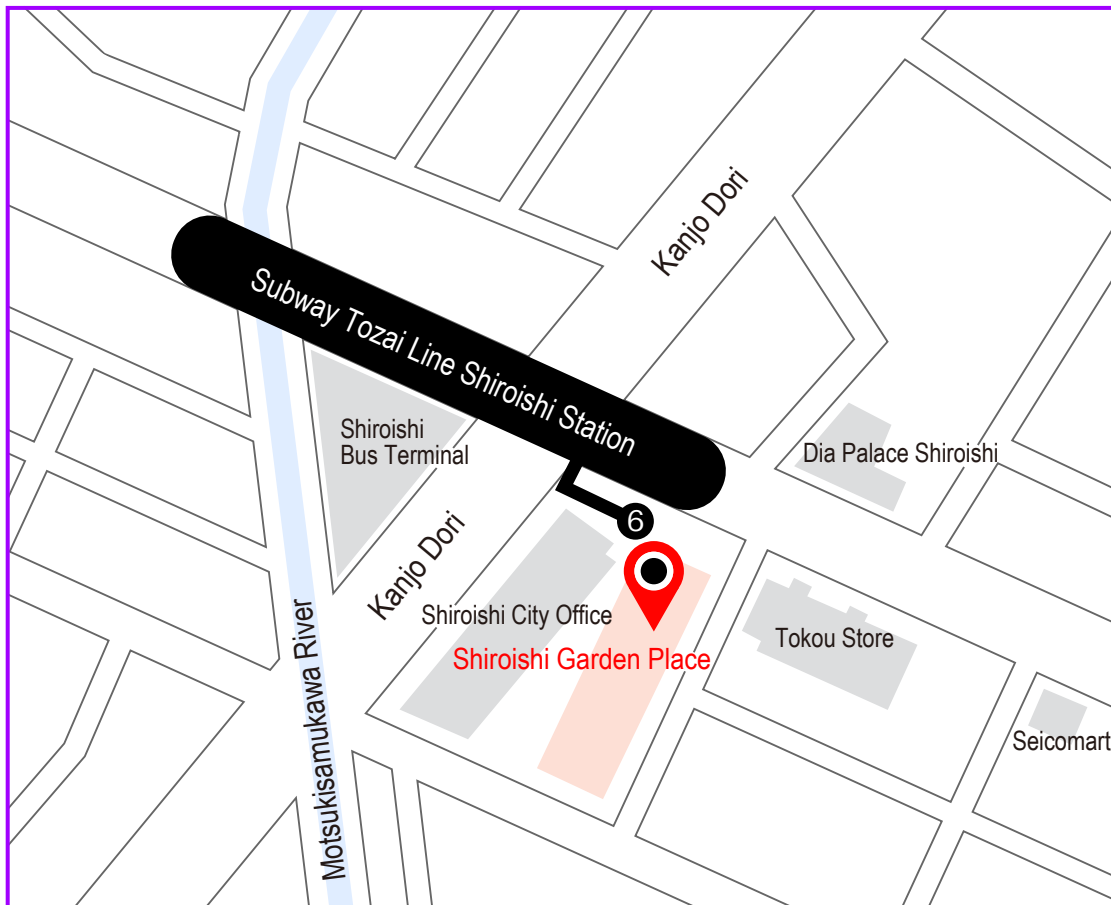 Kanjo Dori
Subway Tozai Line Shiroishi Station
Shiroishi
Bus Terminal
Dia Palace Shiroishi
6
Kanjo Dori
Shiroishi City Office
Tokou Store
Shiroishi Garden Place
Motsukisamukawa River
Seicomart